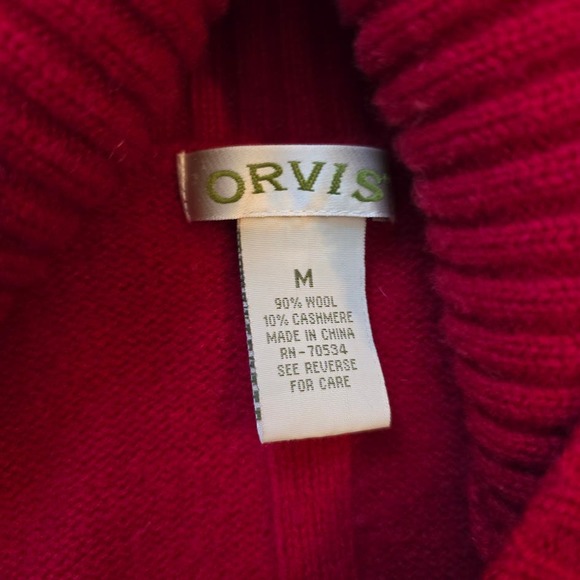 ORVIS
M
90% WOOL
10% CASHMERE
MADE IN CHINA
RN-70534
SEE REVERSE
FOR CARE